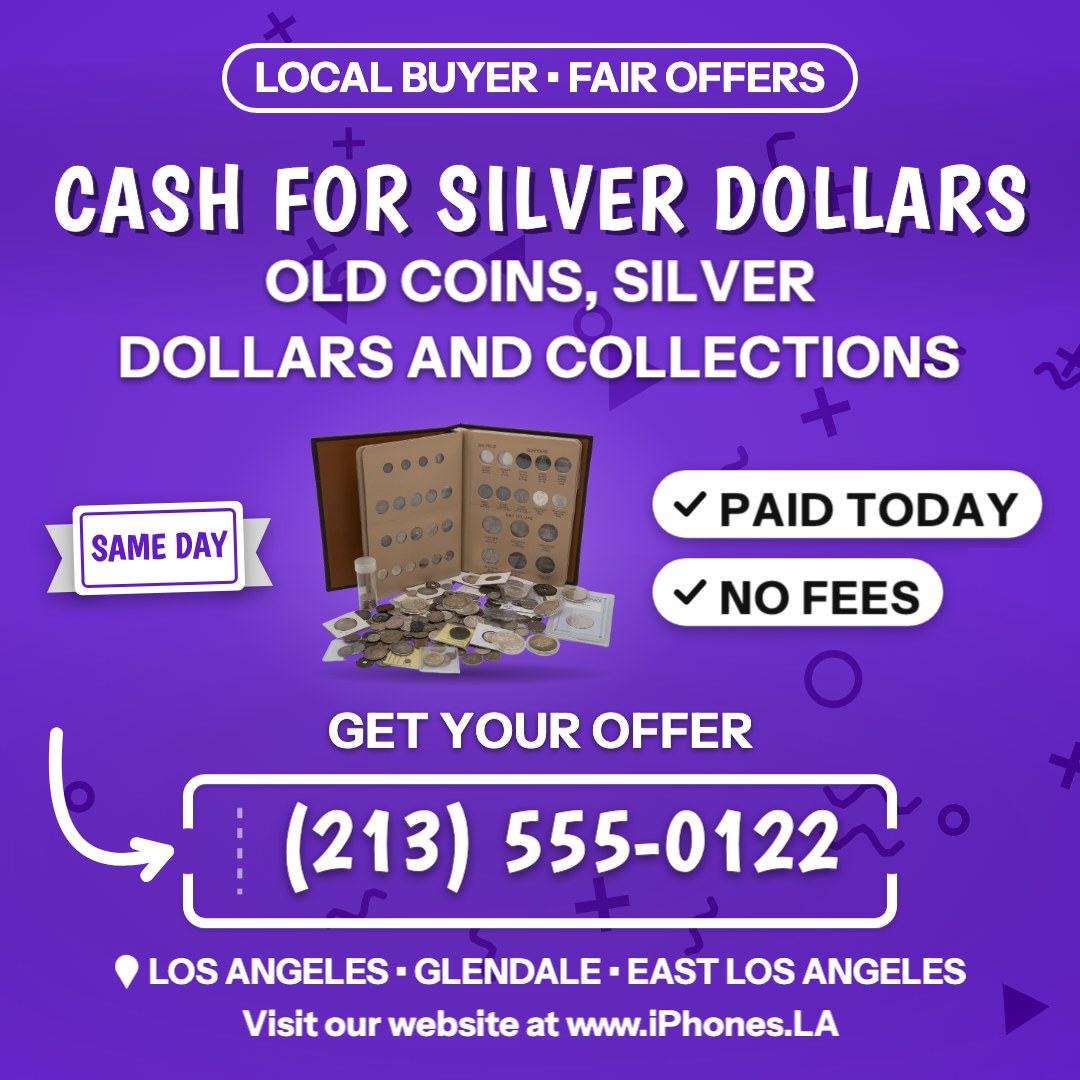 LOCAL BUYER ▪ FAIR OFFERS
CASH FOR SILVER DOLLARS
OLD COINS, SILVER
DOLLARS AND COLLECTIONS
SAME DAY
✓ PAID TODAY
✓ NO FEES
GET YOUR OFFER
(213) 555-0122
LOS ANGELES ▪ GLENDALE ▪ EAST LOS ANGELES
Visit our website at www.iPhones.LA